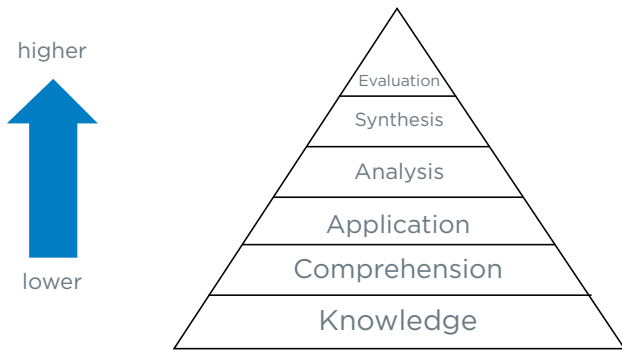 higher
Evaluation
Synthesis
Analysis
Application
Comprehension
lower
Knowledge